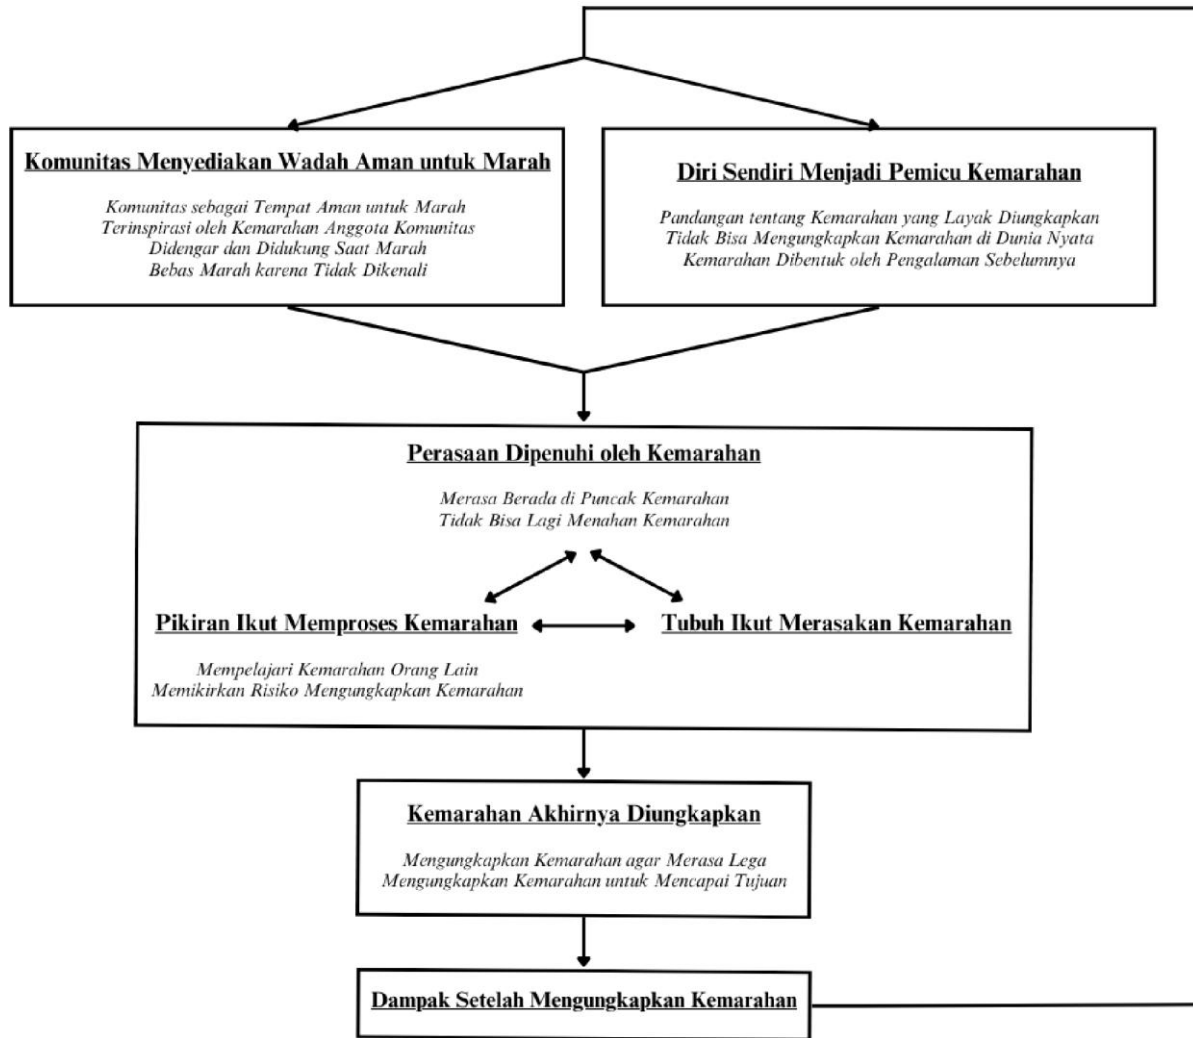 Komunitas Menyediakan Wadah Aman untuk Marah
Komunitas sebagai Tempat Aman untuk Marah
Terinspirasi oleh Kemarahan Anggota Komunitas
Didengar dan Didukung Saat Marah
Bebas Marah karena Tidak Dikenali
Diri Sendiri Menjadi Pemicu Kemarahan
Pandangan tentang Kemarahan yang Layak Diungkapkan
Tidak Bisa Mengungkapkan Kemarahan di Dunia Nyata
Kemarahan Dibentuk oleh Pengalaman Sebelumnya
Perasaan Dipenuhi oleh Kemarahan
Merasa Berada di Puncak Kemarahan
Tidak Bisa Lagi Menahan Kemarahan
Pikiran Ikut Memproses Kemarahan
Mempelajari Kemarahan Orang Lain
Memikirkan Risiko Mengungkapkan Kemarahan
Tubuh Ikut Merasakan Kemarahan
Kemarahan Akhirnya Diungkapkan
Mengungkapkan Kemarahan agar Merasa Lega
Mengungkapkan Kemarahan untuk Mencapai Tujuan
Dampak Setelah Mengungkapkan Kemarahan